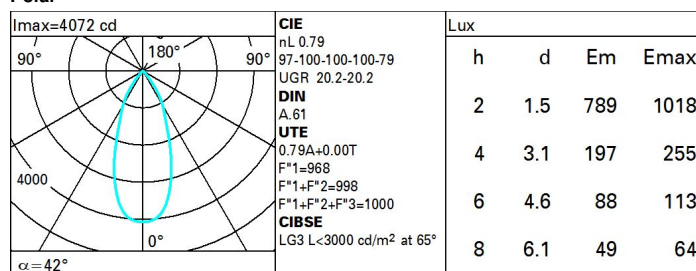 Imax=4072 cd
90° 180° 90°
4000
0°
α=42°
CIE
nL 0.79
97-100-100-100-79
UGR 20.2-20.2
DIN
A.61
UTE
0.79A+0.00T
F"1=968
F"1+F"2=998
F"1+F"2+F"3=1000
CIBSE
LG3 L<3000 cd/m² at 65°
Lux
h d Em Emax
2 1.5 789 1018
4 3.1 197 255
6 4.6 88 113
8 6.1 49 64